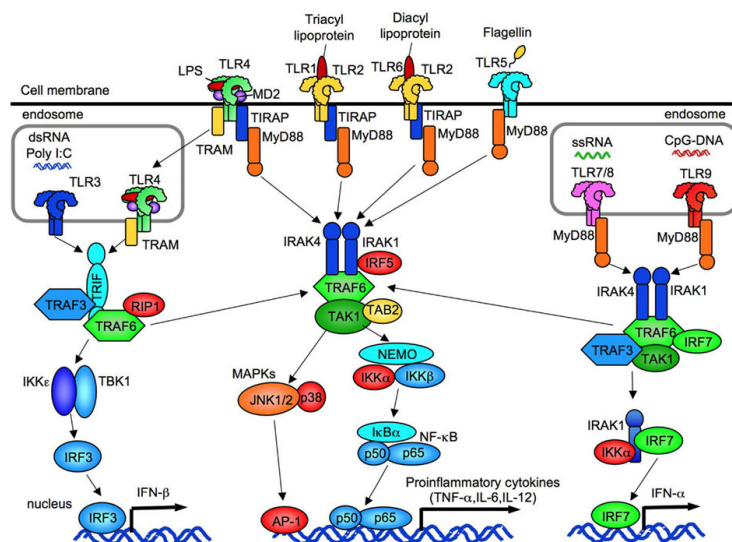 Triacyl
lipoprotein
Diacyl
lipoprotein
Flagellin
LPS
TLR4
MD2
TLR1
TLR2
TLR6
TLR2
TLR5
Cell membrane
endosome
endosome
dsRNA
Poly I:C
TLR3
TLR4
TRAM
TRAM
TIRAP
MyD88
TIRAP
MyD88
TIRAP
MyD88
MyD88
ssRNA
TLR7/8
CpG-DNA
TLR9
MyD88
MyD88
TRIF
TRAF3
TRAF6
RIP1
IRAK4
IRAK1
IRF5
TRAF6
TAK1
TAB2
IRAK4
IRAK1
TRAF6
TRAF3
TAK1
IRF7
IKKε
TBK1
MAPKs
JNK1/2
p38
NEMO
IKKα
IKKβ
IκBα
NF-κB
p50
p65
IRAK1
IKKα
IRF7
IRF3
nucleus
IRF3
IFN-β
AP-1
p50
p65
Proinflammatory cytokines
(TNF-α,IL-6,IL-12)
IRF7
IFN-α